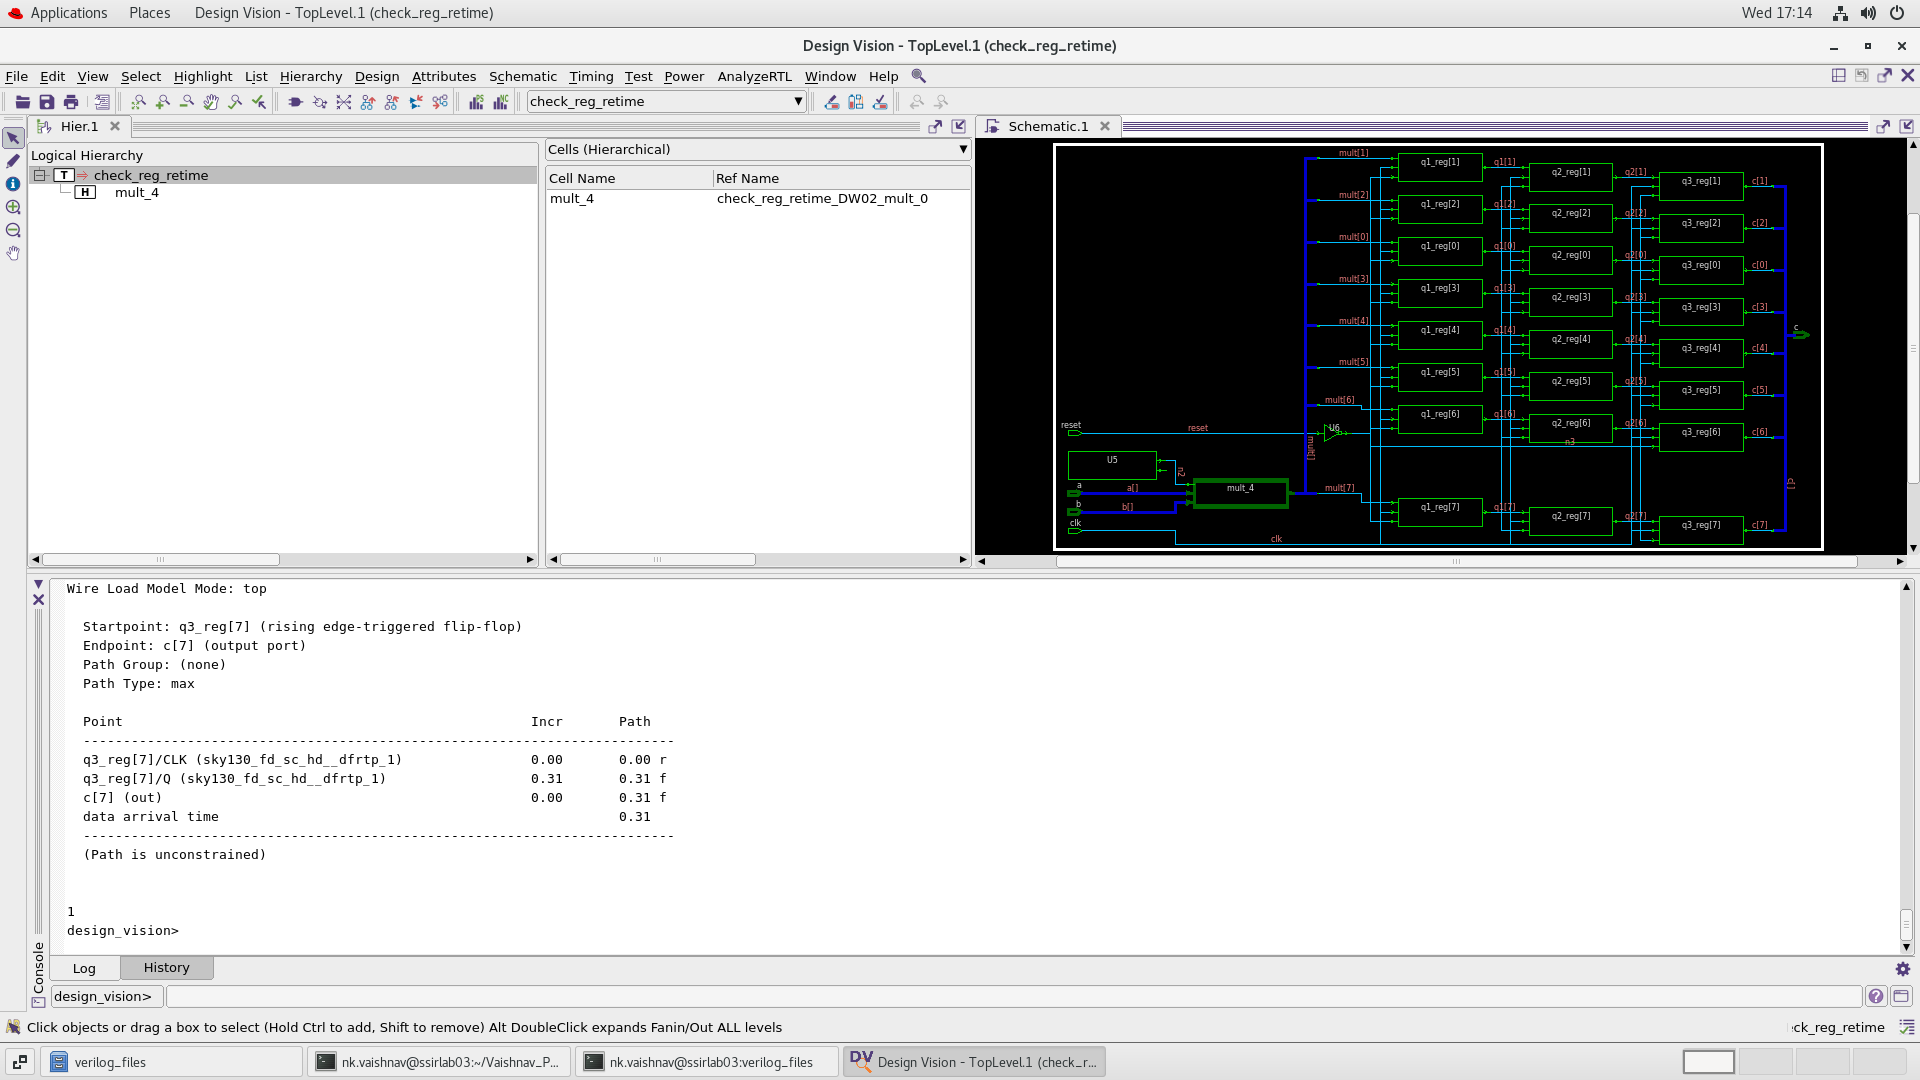 Applications Places Design Vision - TopLevel.1 (check_reg_retime) Wed 17:14
Design Vision - TopLevel.1 (check_reg_retime)
File Edit View Select Highlight List Hierarchy Design Attributes Schematic Timing Test Power AnalyzeRTL Window Help
check_reg_retime
Hier.1
Schematic.1
Logical Hierarchy
T check_reg_retime
H mult_4
Cells (Hierarchical)
Cell Name Ref Name
mult_4 check_reg_retime_DW02_mult_0
mult[1] q1_reg[1] q1[1] q2_reg[1] q2[1] q3_reg[1] c[1]
mult[2] q1_reg[2] q1[2] q2_reg[2] q2[2] q3_reg[2] c[2]
mult[0] q1_reg[0] q1[0] q2_reg[0] q2[0] q3_reg[0] c[0]
mult[3] q1_reg[3] q1[3] q2_reg[3] q2[3] q3_reg[3] c[3]
c
mult[4] q1_reg[4] q1[4] q2_reg[4] q2[4] q3_reg[4] c[4]
mult[5] q1_reg[5] q1[5] q2_reg[5] q2[5] q3_reg[5] c[5]
mult[6] q1_reg[6] q1[6] q2_reg[6] q2[6] q3_reg[6] c[6]
reset reset U6
n3
mult[]
U5
n2
c[]
a a[] mult_4 mult[7] q1_reg[7] q1[7] q2_reg[7] q2[7] q3_reg[7] c[7]
b b[]
clk clk
Wire Load Model Mode: top
Startpoint: q3_reg[7] (rising edge-triggered flip-flop)
Endpoint: c[7] (output port)
Path Group: (none)
Path Type: max
Point Incr Path
--------------------------------------------------------------------------
q3_reg[7]/CLK (sky130_fd_sc_hd__dfrtp_1) 0.00 0.00 r
q3_reg[7]/Q (sky130_fd_sc_hd__dfrtp_1) 0.31 0.31 f
c[7] (out) 0.00 0.31 f
data arrival time 0.31
--------------------------------------------------------------------------
(Path is unconstrained)
1
design_vision>
Console
Log History
design_vision>
Click objects or drag a box to select (Hold Ctrl to add, Shift to remove) Alt DoubleClick expands Fanin/Out ALL levels
ck_reg_retime
verilog_files
nk.vaishnav@ssirlab03:~/Vaishnav_P...
nk.vaishnav@ssirlab03:verilog_files
DV Design Vision - TopLevel.1 (check_r...